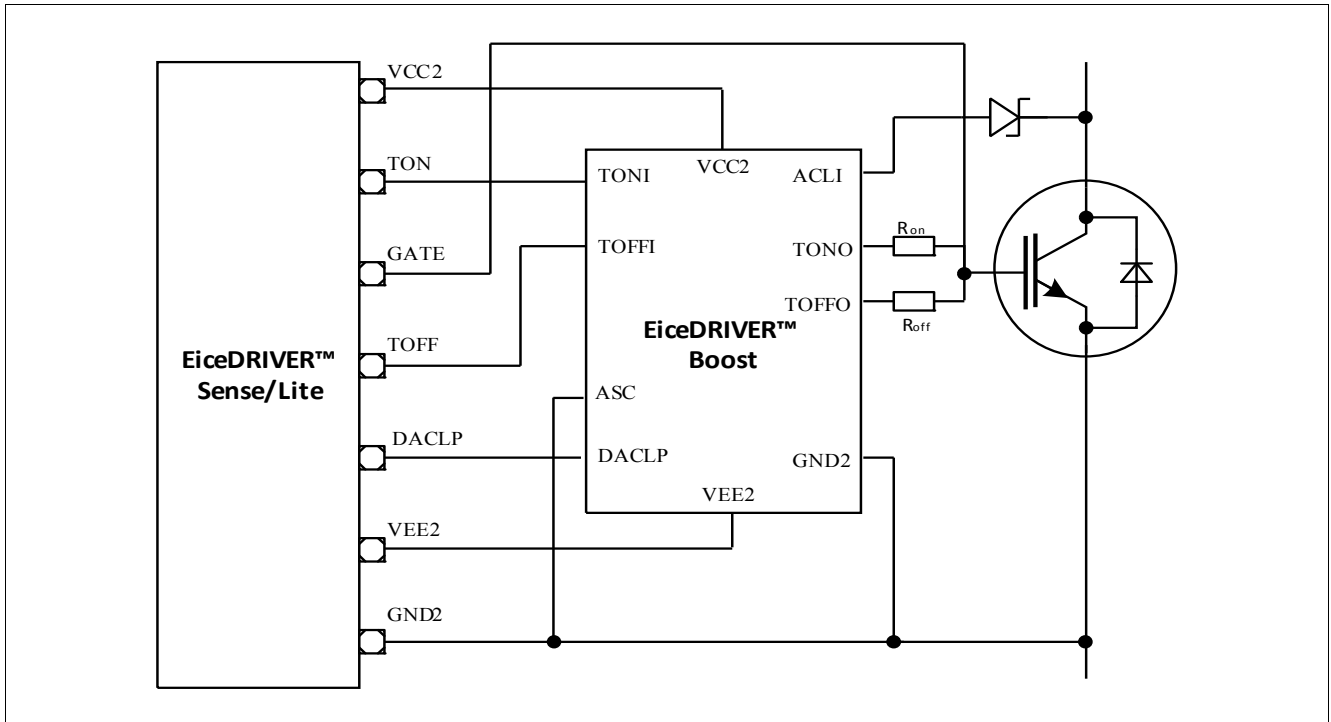 VCC2
TON
GATE
TOFF
DACLP
VEE2
GND2
EiceDRIVER™
Sense/Lite
TONI
VCC2
ACLI
TOFFI
TONO
TOFFO
EiceDRIVER™
Boost
ASC
DACLP
GND2
VEE2
Ron
Roff